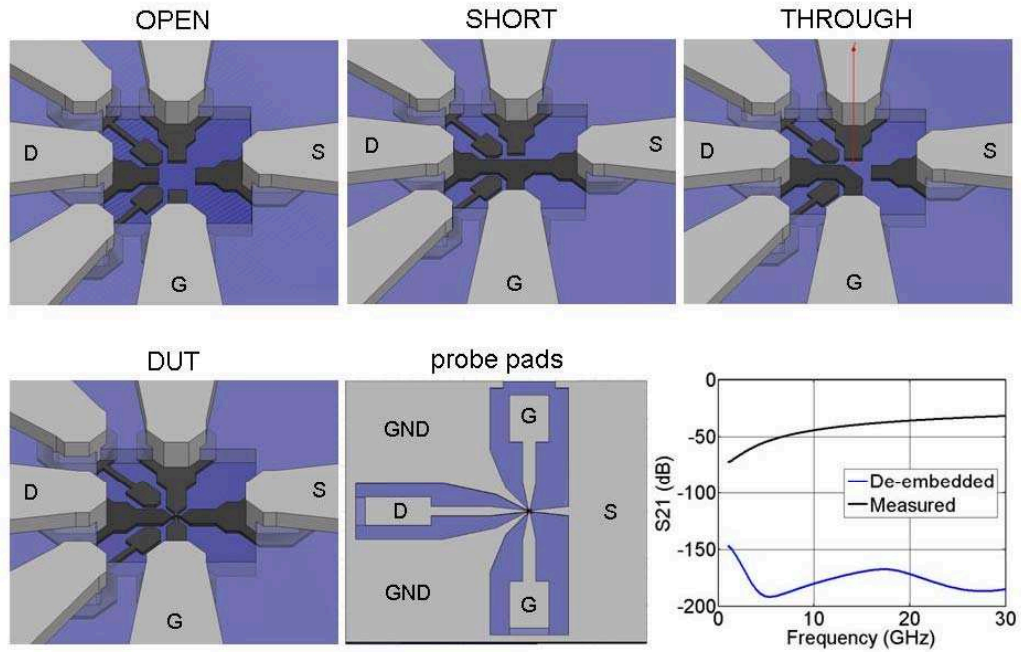 OPEN
SHORT
THROUGH
D
S
G
D
S
G
D
G
DUT
probe pads
D
S
G
GND
G
D
S
GND
G
0
-50
-100
-150
-200
S21 (dB)
De-embedded
Measured
10
20
30
Frequency (GHz)